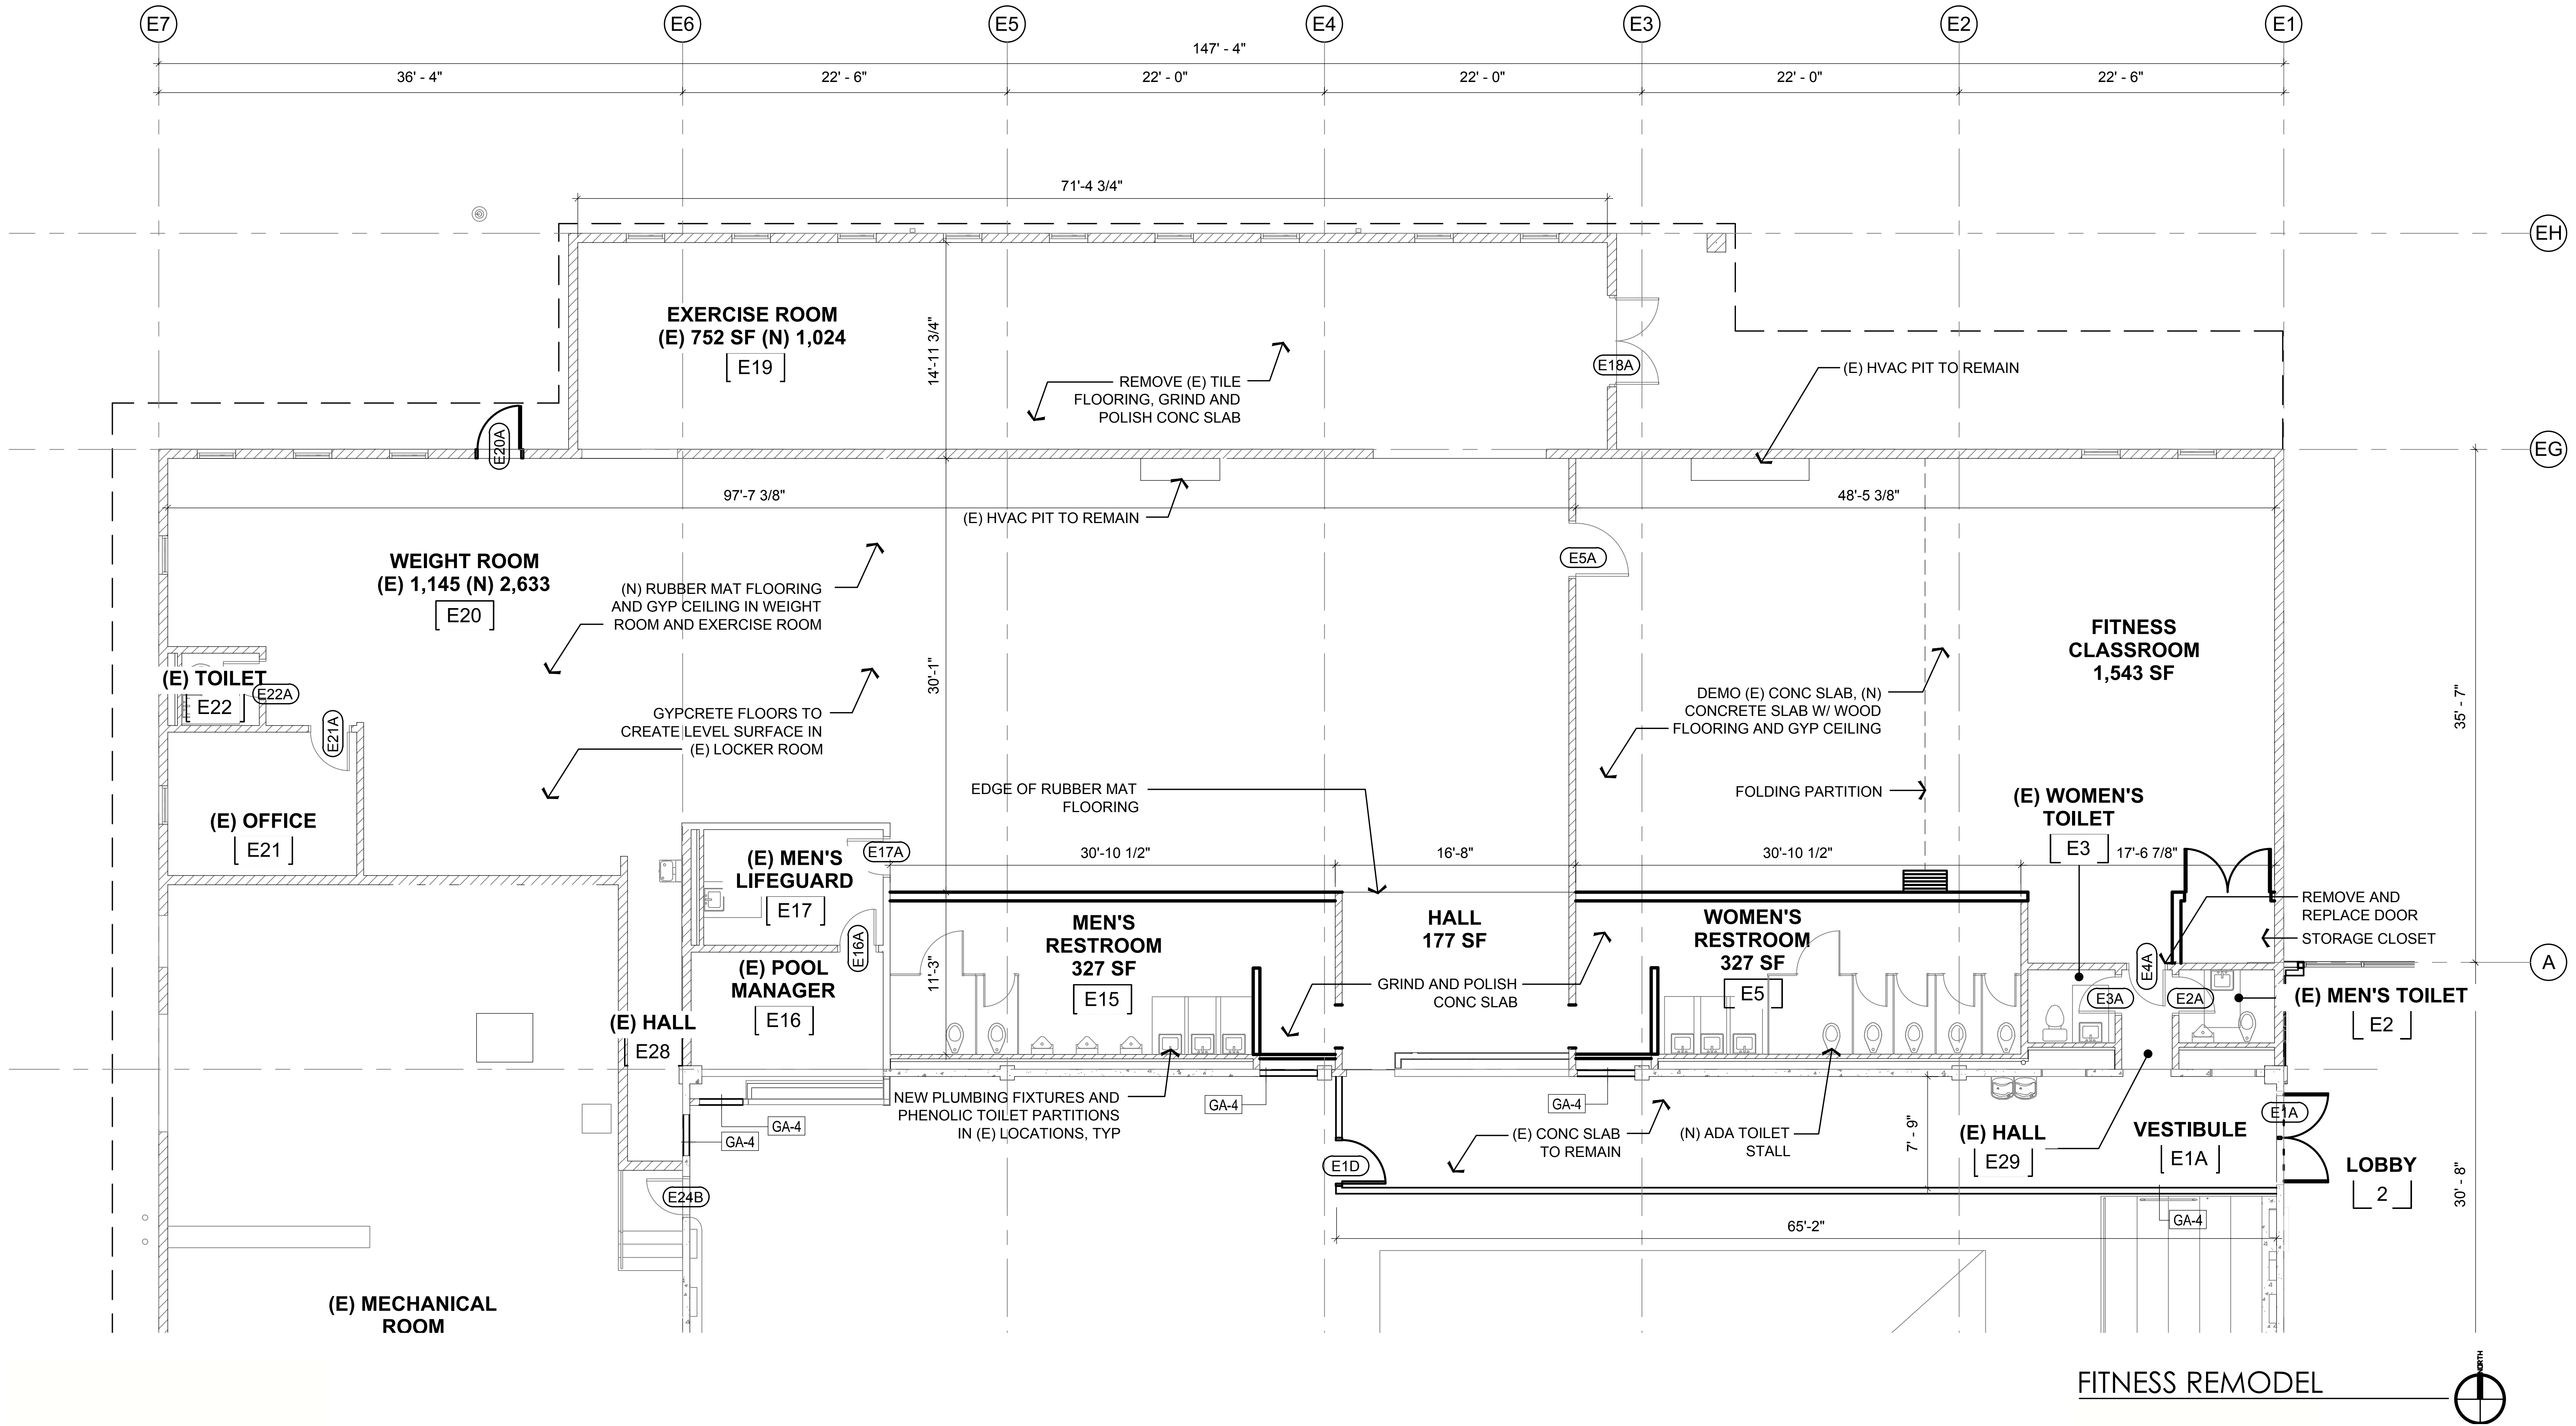 E7
E6
E5
E4
E3
E2
E1
147' - 4"
36' - 4"
22' - 6"
22' - 0"
22' - 0"
22' - 0"
22' - 6"
71'-4 3/4"
EH
EXERCISE ROOM
(E) 752 SF (N) 1,024
E19
14'-11 3/4"
REMOVE (E) TILE
FLOORING, GRIND AND
POLISH CONC SLAB
E18A
(E) HVAC PIT TO REMAIN
E20A
EG
97'-7 3/8"
48'-5 3/8"
(E) HVAC PIT TO REMAIN
WEIGHT ROOM
(E) 1,145 (N) 2,633
E20
(N) RUBBER MAT FLOORING
AND GYP CEILING IN WEIGHT
ROOM AND EXERCISE ROOM
E5A
FITNESS
CLASSROOM
1,543 SF
30'-1"
(E) TOILET
E22
E22A
E21A
GYPCRETE FLOORS TO
CREATE LEVEL SURFACE IN
(E) LOCKER ROOM
DEMO (E) CONC SLAB, (N)
CONCRETE SLAB W/ WOOD
FLOORING AND GYP CEILING
35' - 7"
EDGE OF RUBBER MAT
FLOORING
FOLDING PARTITION
(E) WOMEN'S
TOILET
E3
(E) OFFICE
E21
(E) MEN'S
LIFEGUARD
E17
E17A
30'-10 1/2"
16'-8"
30'-10 1/2"
17'-6 7/8"
REMOVE AND
REPLACE DOOR
STORAGE CLOSET
MEN'S
RESTROOM
327 SF
E15
HALL
177 SF
WOMEN'S
RESTROOM
327 SF
E5
E16A
(E) POOL
MANAGER
E16
11'-3"
GRIND AND POLISH
CONC SLAB
E4A
A
E3A
E2A
(E) MEN'S TOILET
E2
(E) HALL
E28
NEW PLUMBING FIXTURES AND
PHENOLIC TOILET PARTITIONS
IN (E) LOCATIONS, TYP
GA-4
GA-4
GA-4
GA-4
(E) CONC SLAB
TO REMAIN
(N) ADA TOILET
STALL
7' - 9"
(E) HALL
E29
VESTIBULE
E1A
E1A
LOBBY
2
E1D
E24B
GA-4
30' - 8"
65'-2"
(E) MECHANICAL
ROOM
FITNESS REMODEL
NORTH